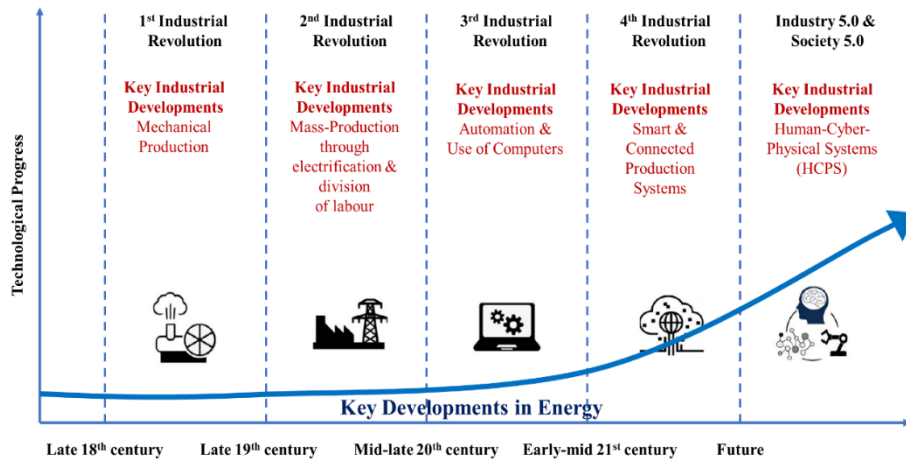 1st Industrial
Revolution
Key Industrial
Developments
Mechanical
Production
2nd Industrial
Revolution
Key Industrial
Developments
Mass-Production
through
electrification &
division
of labour
3rd Industrial
Revolution
Key Industrial
Developments
Automation &
Use of Computers
4th Industrial
Revolution
Key Industrial
Developments
Smart &
Connected
Production
Systems
Industry 5.0 &
Society 5.0
Key Industrial
Developments
Human-Cyber-
Physical Systems
(HCPS)
Technological Progress
Key Developments in Energy
Late 18th century
Late 19th century
Mid-late 20th century
Early-mid 21st century
Future